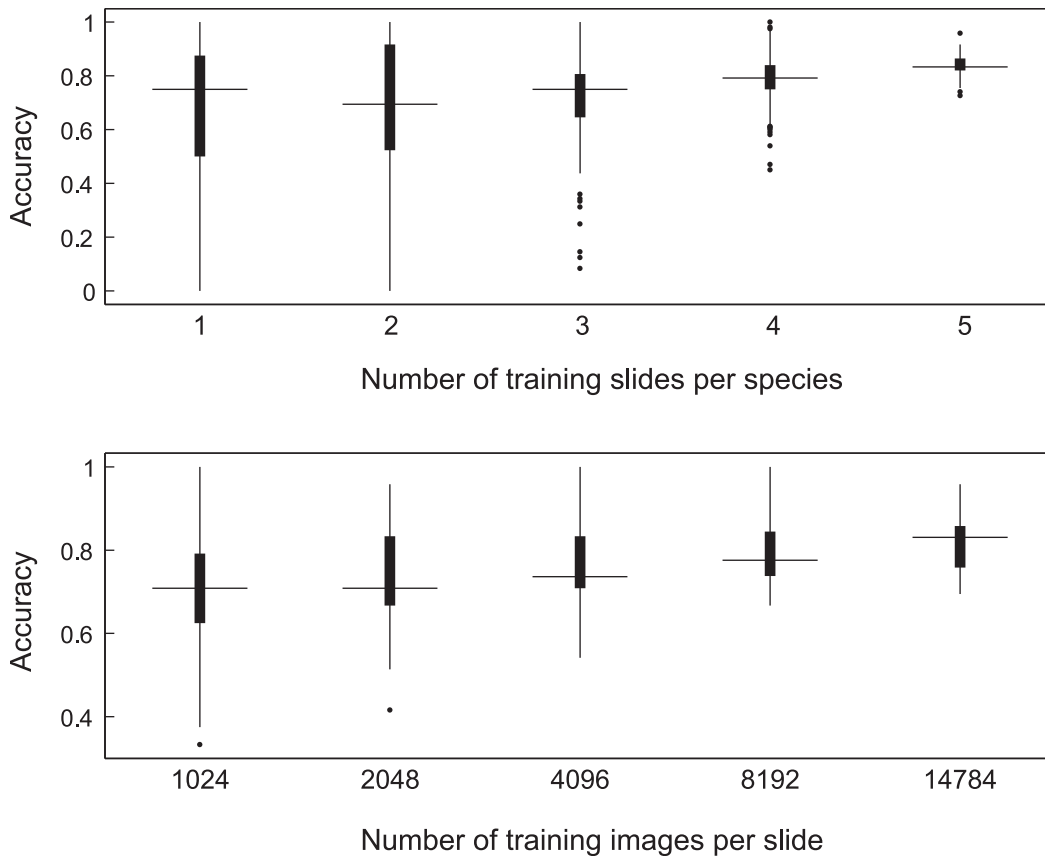 1
0.8
0.6
0.4
0.2
0
Accuracy
1 2 3 4 5
Number of training slides per species
1
0.8
0.6
0.4
Accuracy
1024 2048 4096 8192 14784
Number of training images per slide